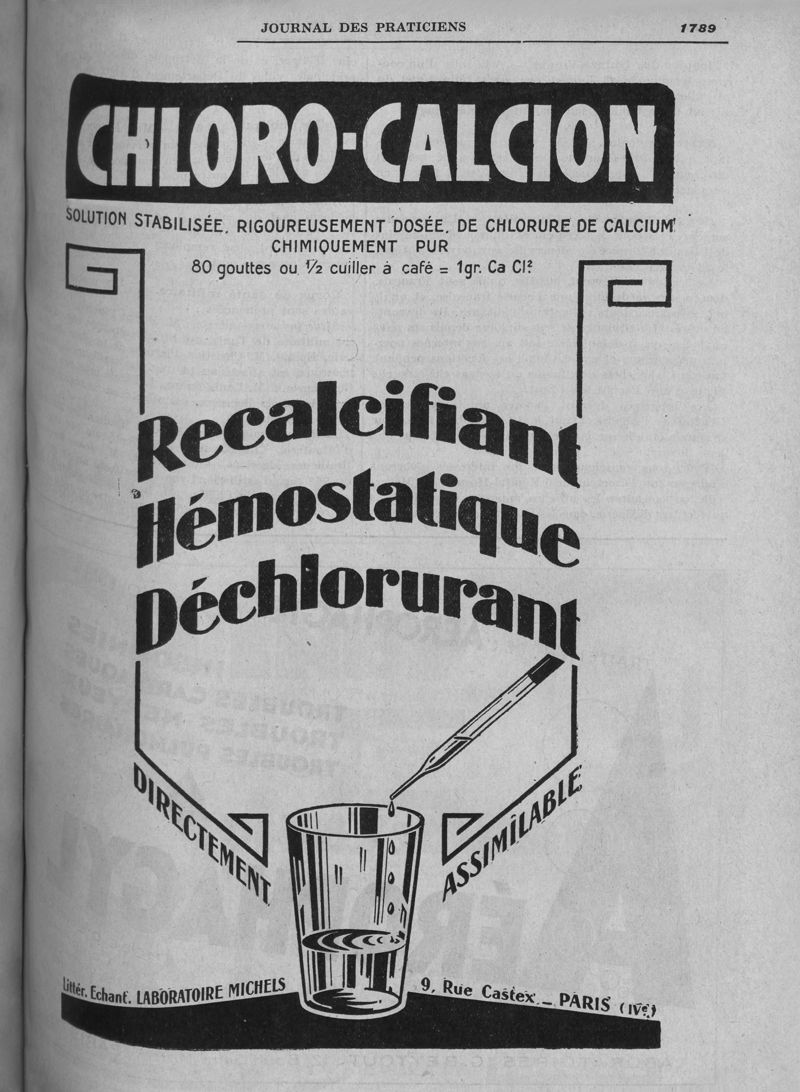 JOURNAL DES PRATICIENS 1789
CHLORO-CALCION
SOLUTION STABILISÉE, RIGOUREUSEMENT DOSÉE, DE CHLORURE DE CALCIUM
CHIMIQUEMENT PUR
80 gouttes ou 1/2 cuiller à café = 1gr. Ca Cl²
Recalcifiant
Hémostatique
Déchlorurant
DIRECTEMENT
ASSIMILABLE
Littér. Echant. LABORATOIRE MICHELS
9, Rue Castex _ PARIS (IVe)